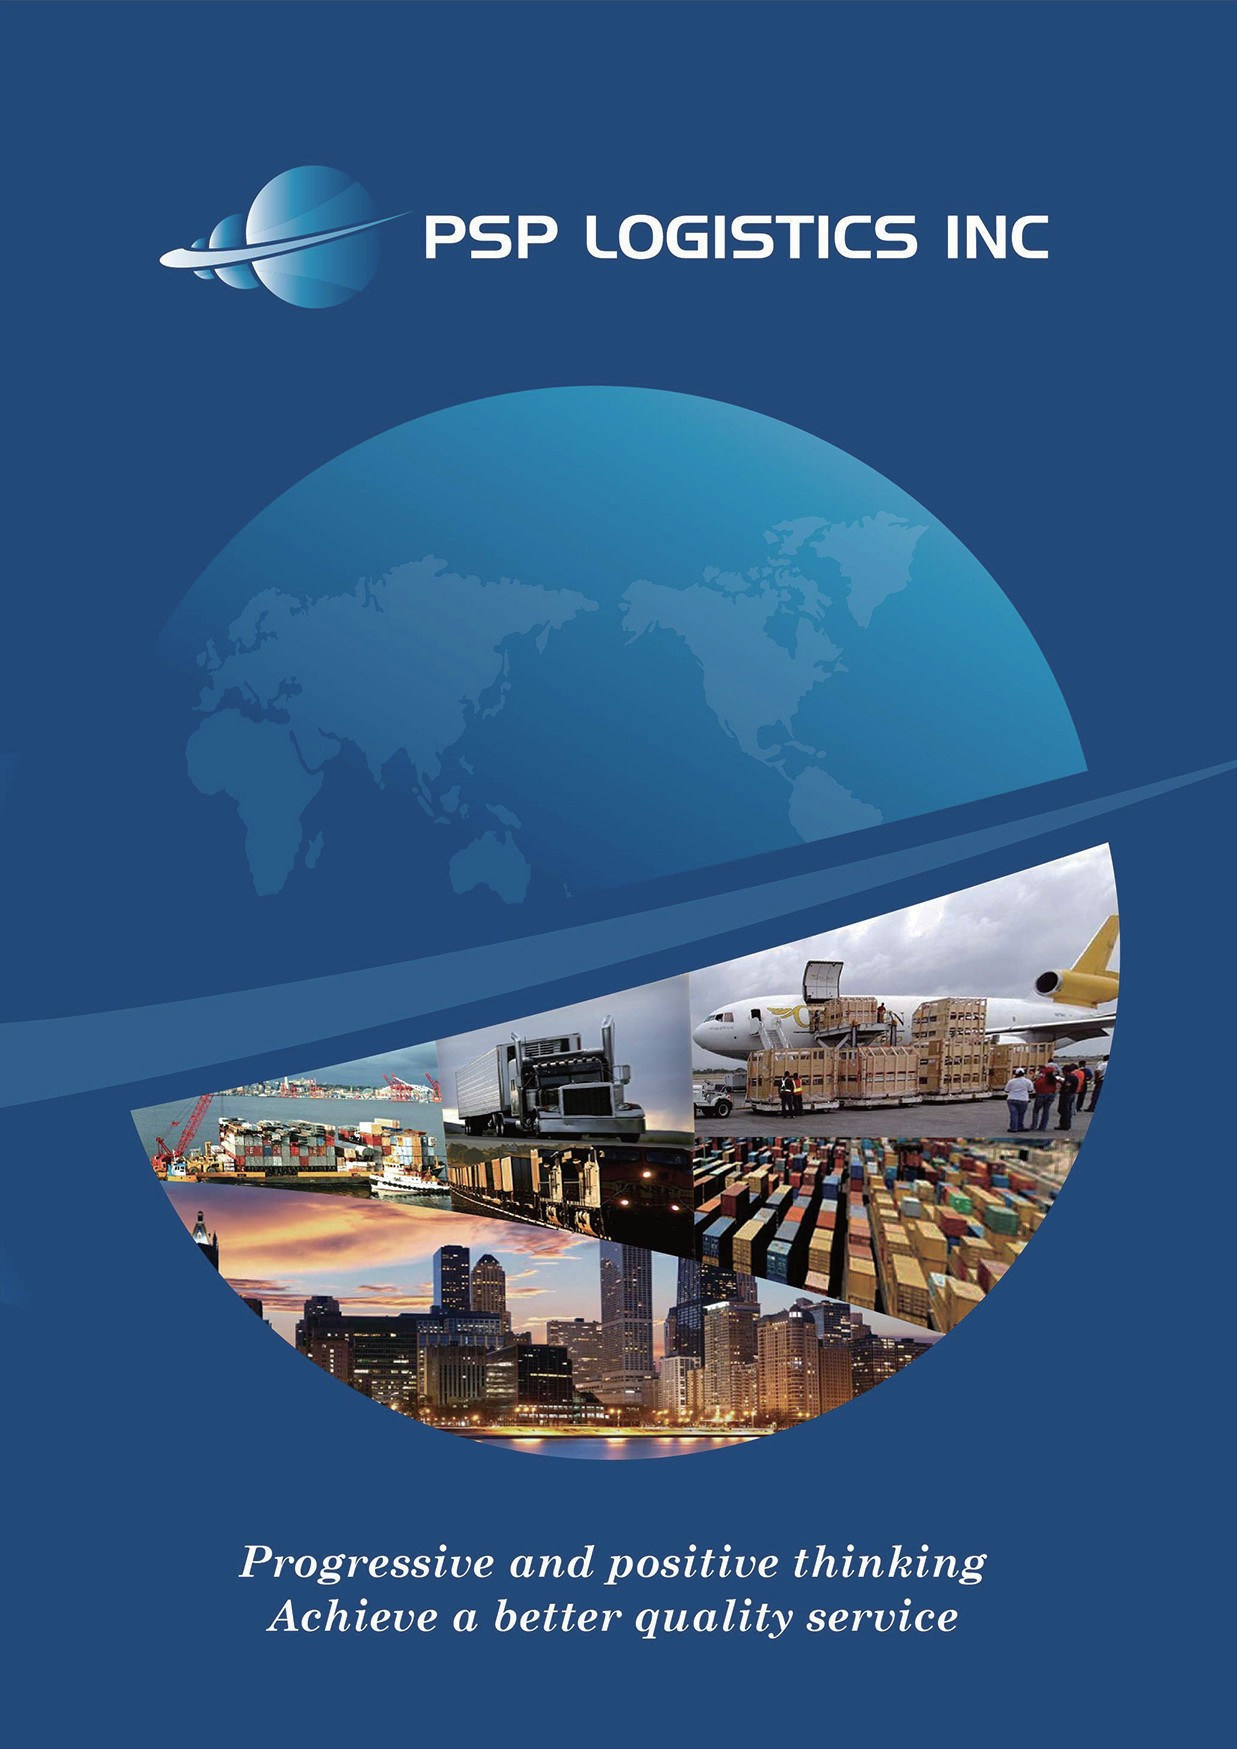 PSP LOGISTICS INC
Progressive and positive thinking
Achieve a better quality service